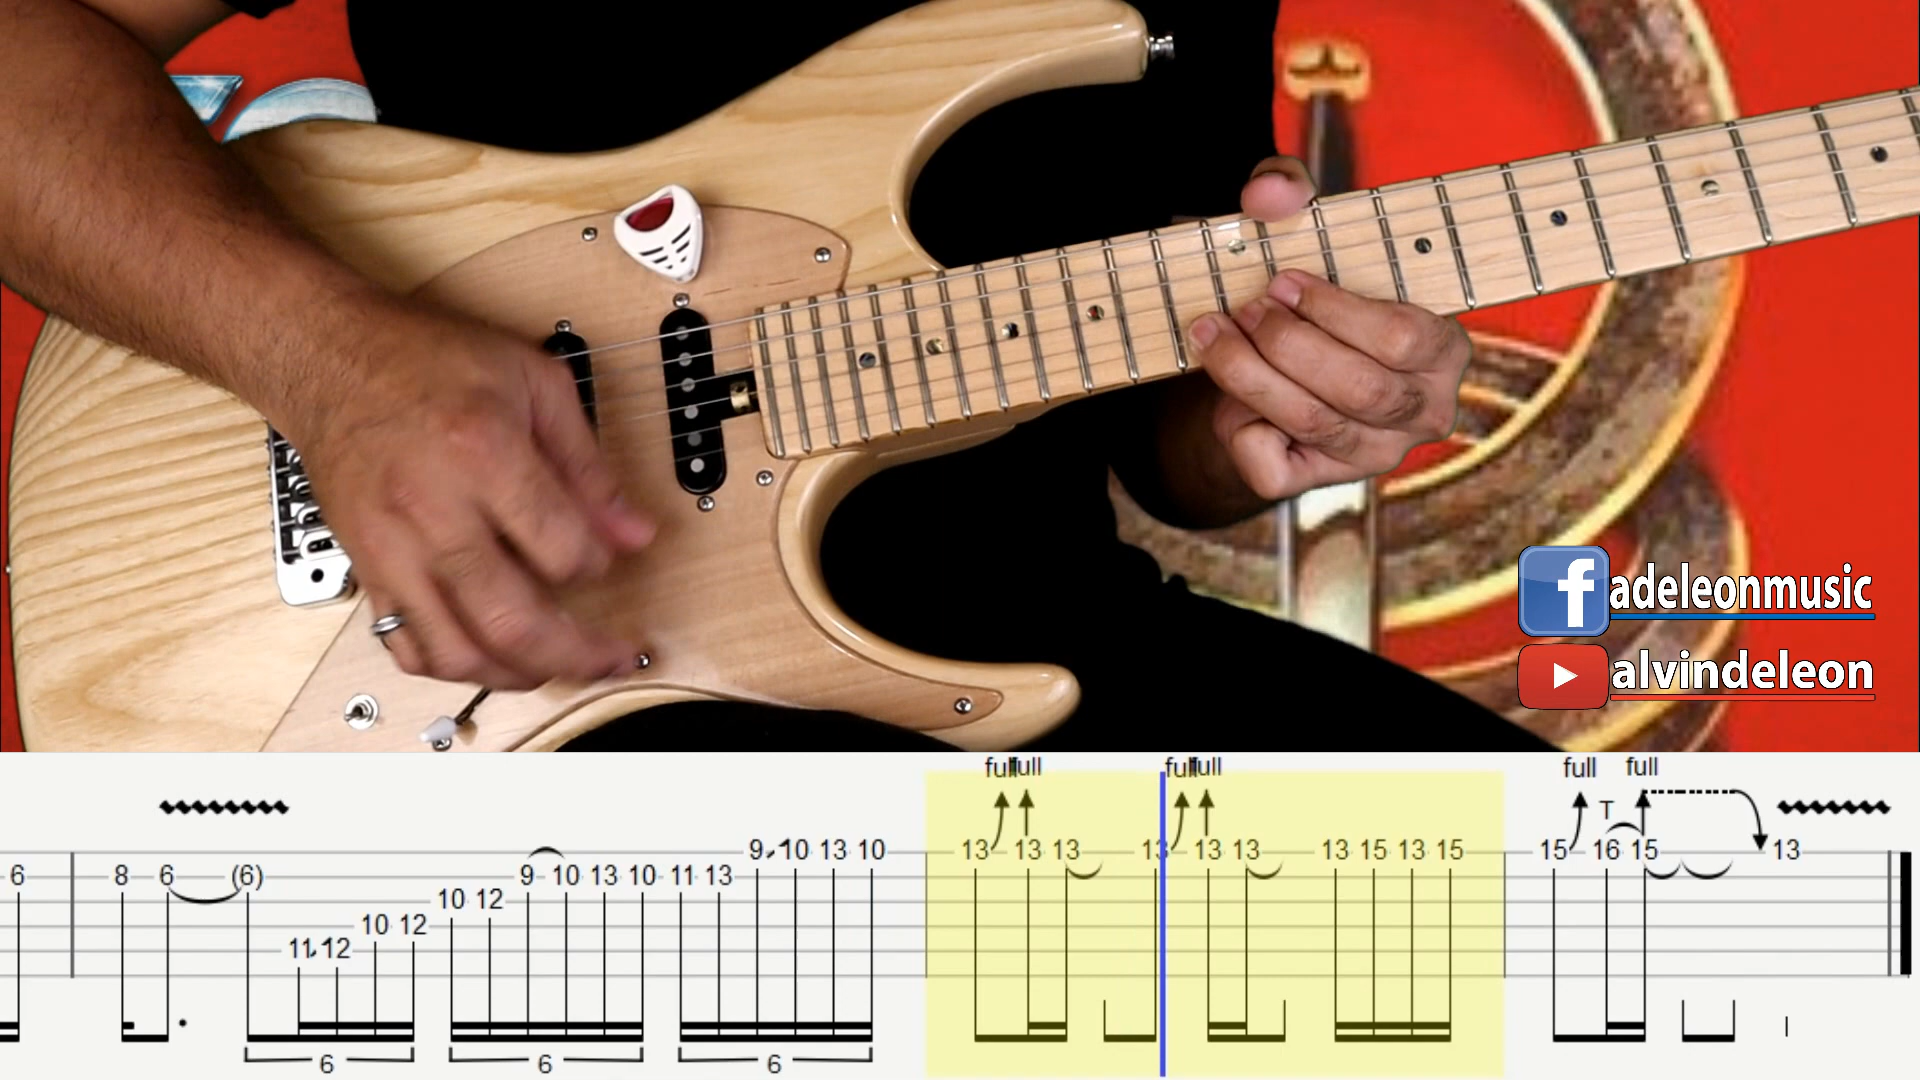 adeleonmusic
alvindeleon
full full full full full full
T
9 10 13 10 13 13 13 13 13 13 13 15 13 15 15 16 15 13
6 8 6 (6) 9 10 13 10 11 13
10 12
10 12
11 12
6 6 6